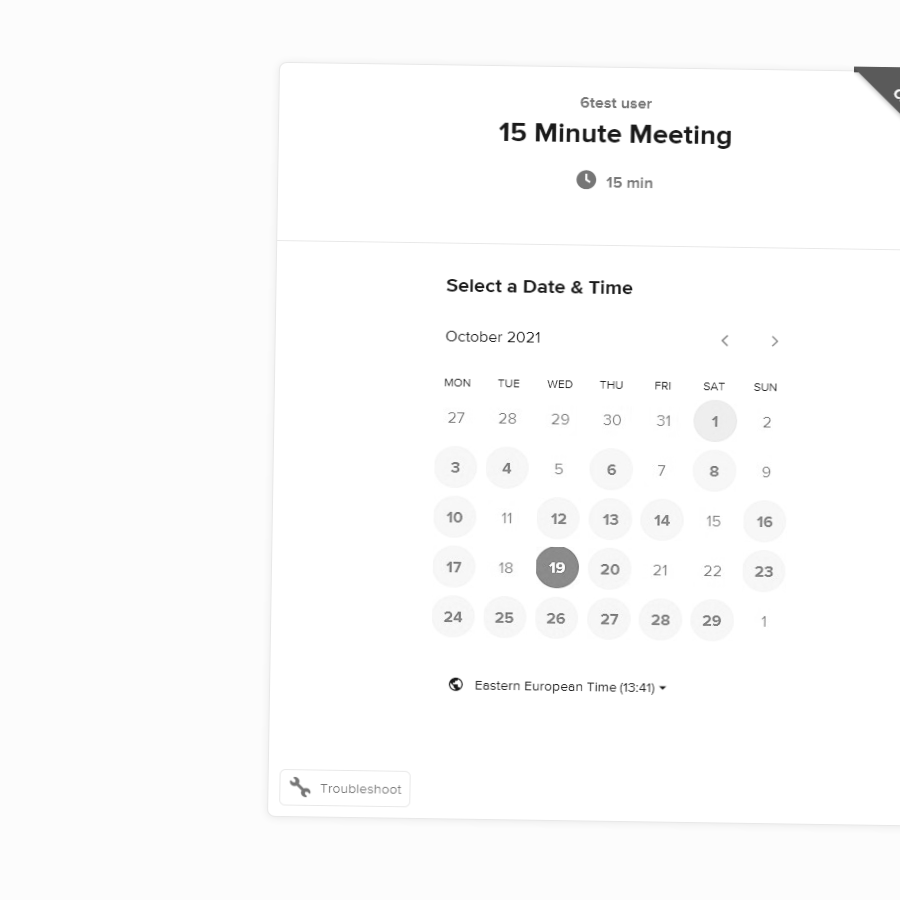 6test user
15 Minute Meeting
15 min
Select a Date & Time
October 2021
MON TUE WED THU FRI SAT SUN
27 28 29 30 31 1 2
3 4 5 6 7 8 9
10 11 12 13 14 15 16
17 18 19 20 21 22 23
24 25 26 27 28 29 1
Eastern European Time (13:41)
Troubleshoot